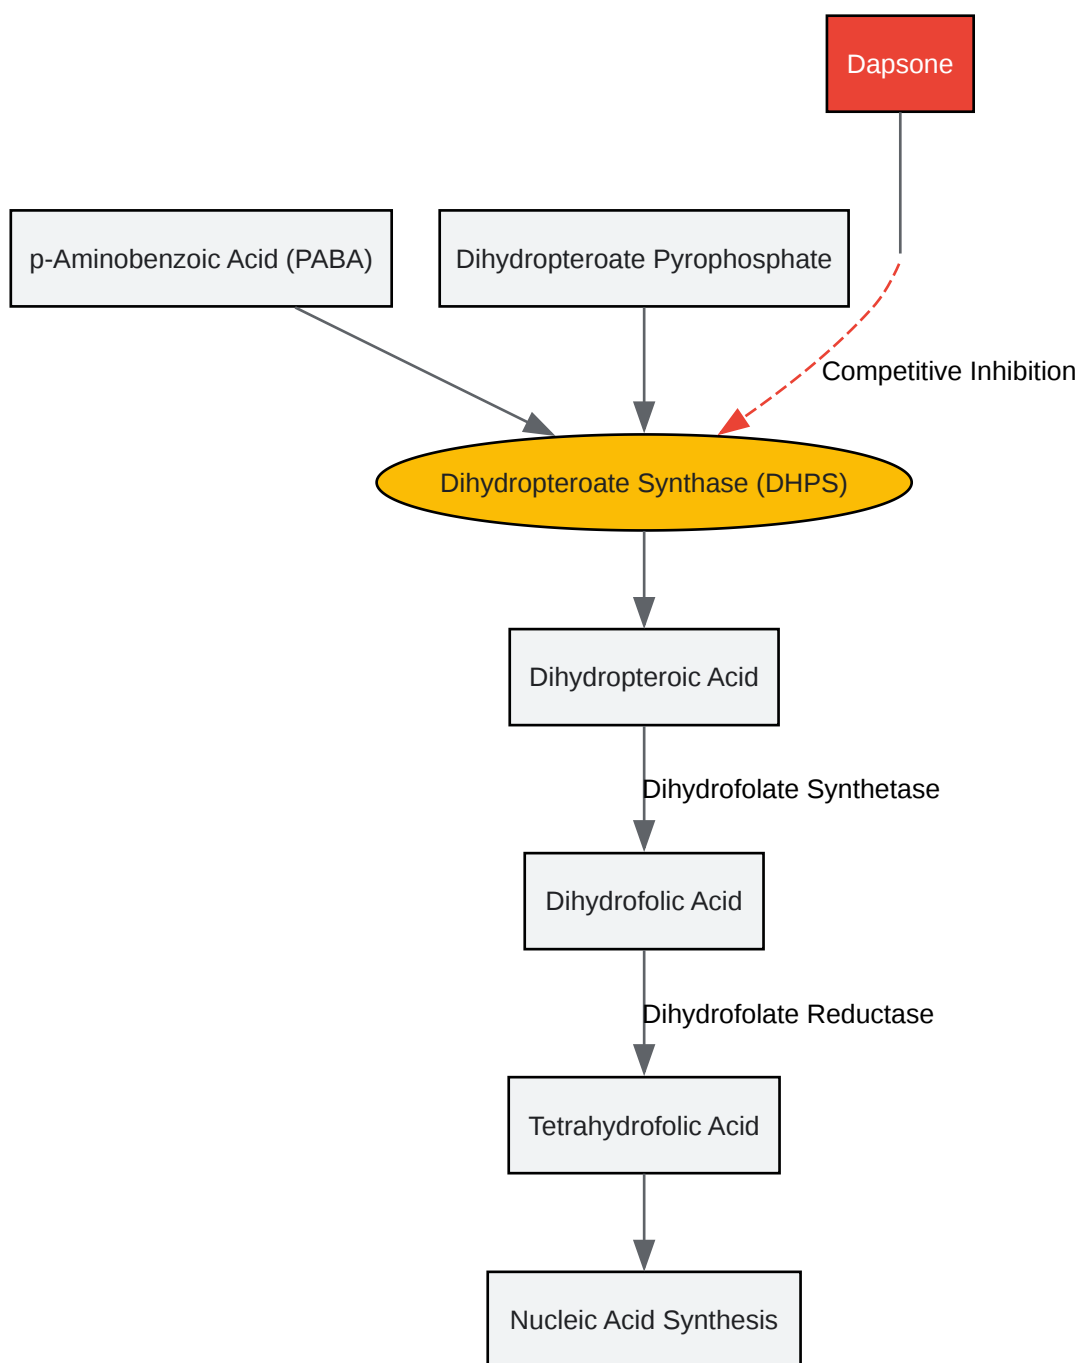 Dapsone
p-Aminobenzoic Acid (PABA)
Dihydropteroate Pyrophosphate
Competitive Inhibition
Dihydropteroate Synthase (DHPS)
Dihydropteroic Acid
Dihydrofolate Synthetase
Dihydrofolic Acid
Dihydrofolate Reductase
Tetrahydrofolic Acid
Nucleic Acid Synthesis